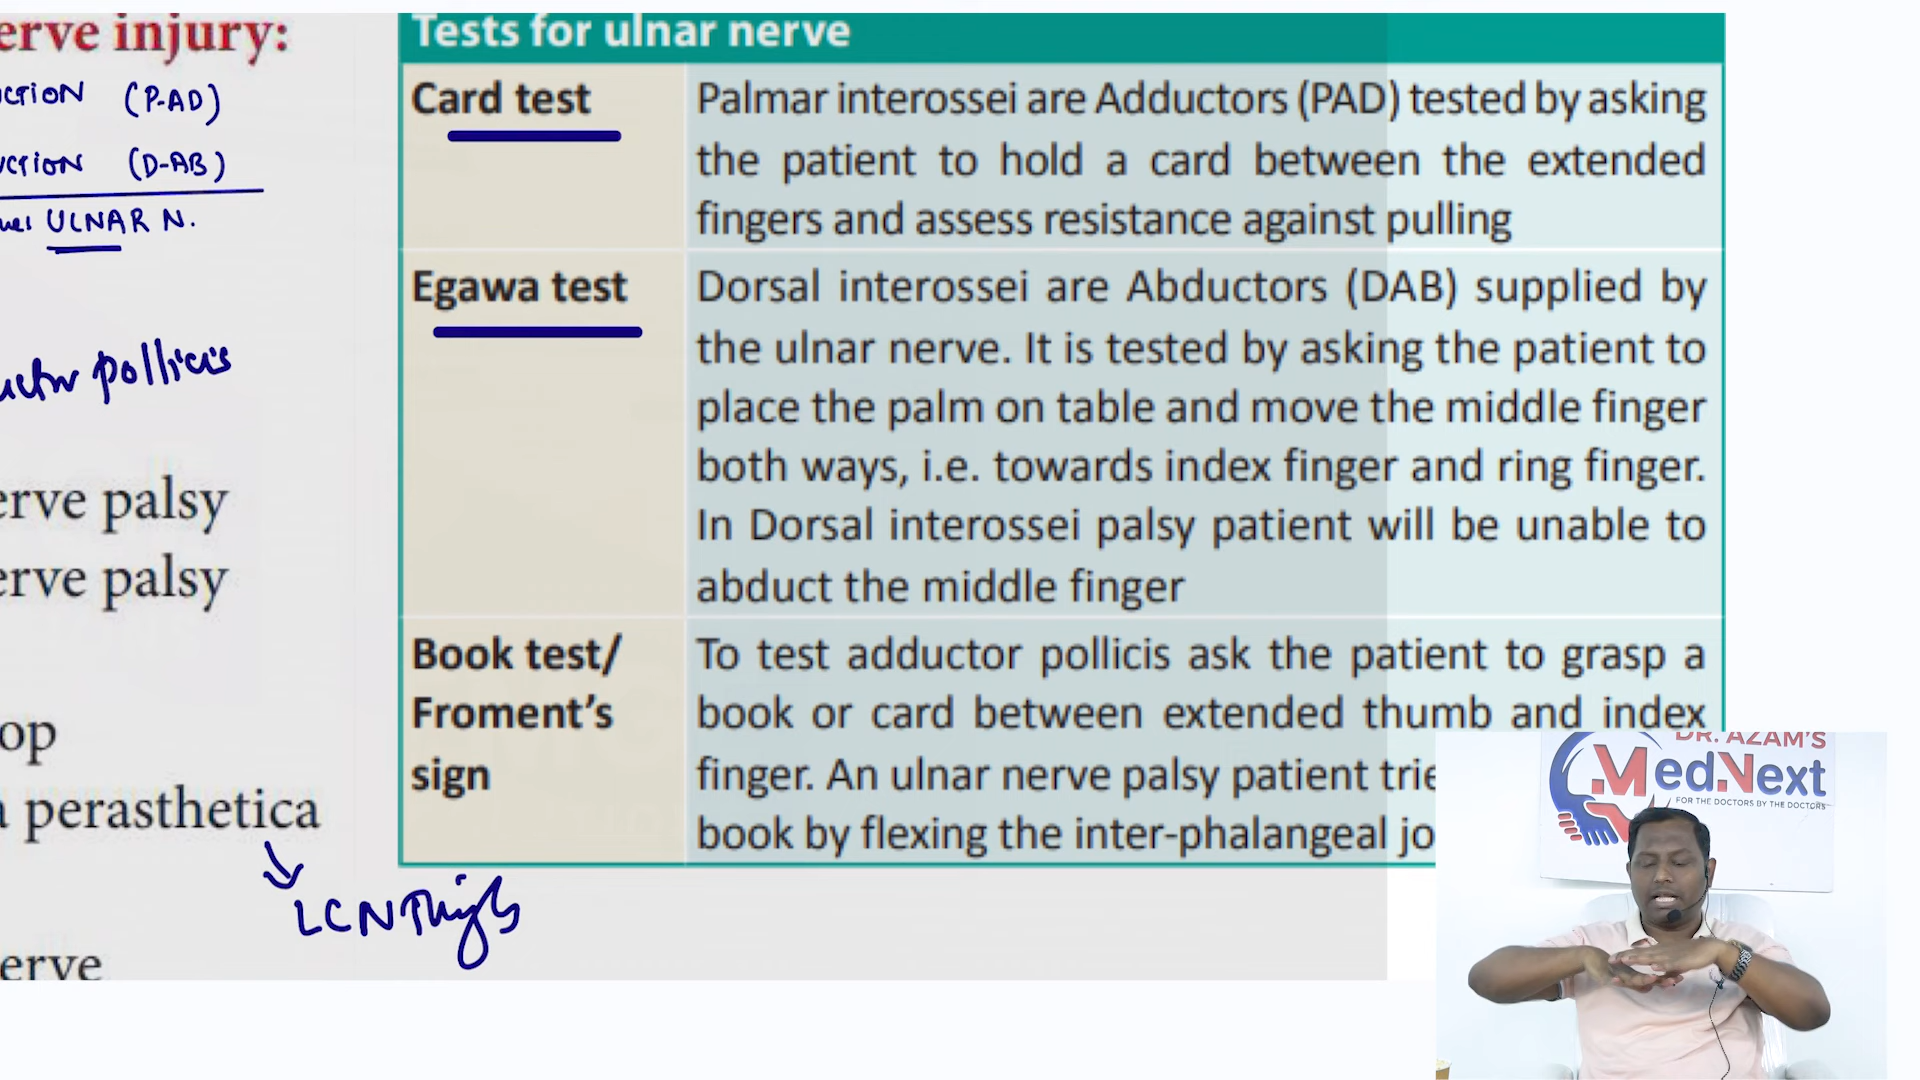 erve injury:
UCTION (P-AD)
UCTION (D-AB)
ULNAR N.
uctor pollicis
erve palsy
erve palsy
op
a perasthetica
LCN Thigh
erve
Tests for ulnar nerve
Card test
Palmar interossei are Adductors (PAD) tested by asking
the patient to hold a card between the extended
fingers and assess resistance against pulling
Egawa test
Dorsal interossei are Abductors (DAB) supplied by
the ulnar nerve. It is tested by asking the patient to
place the palm on table and move the middle finger
both ways, i.e. towards index finger and ring finger.
In Dorsal interossei palsy patient will be unable to
abduct the middle finger
Book test/
Froment's
sign
To test adductor pollicis ask the patient to grasp a
book or card between extended thumb and index
finger. An ulnar nerve palsy patient trie
book by flexing the inter-phalangeal jo
DR. AZAM'S
MedNext
FOR THE DOCTORS BY THE DOCTORS